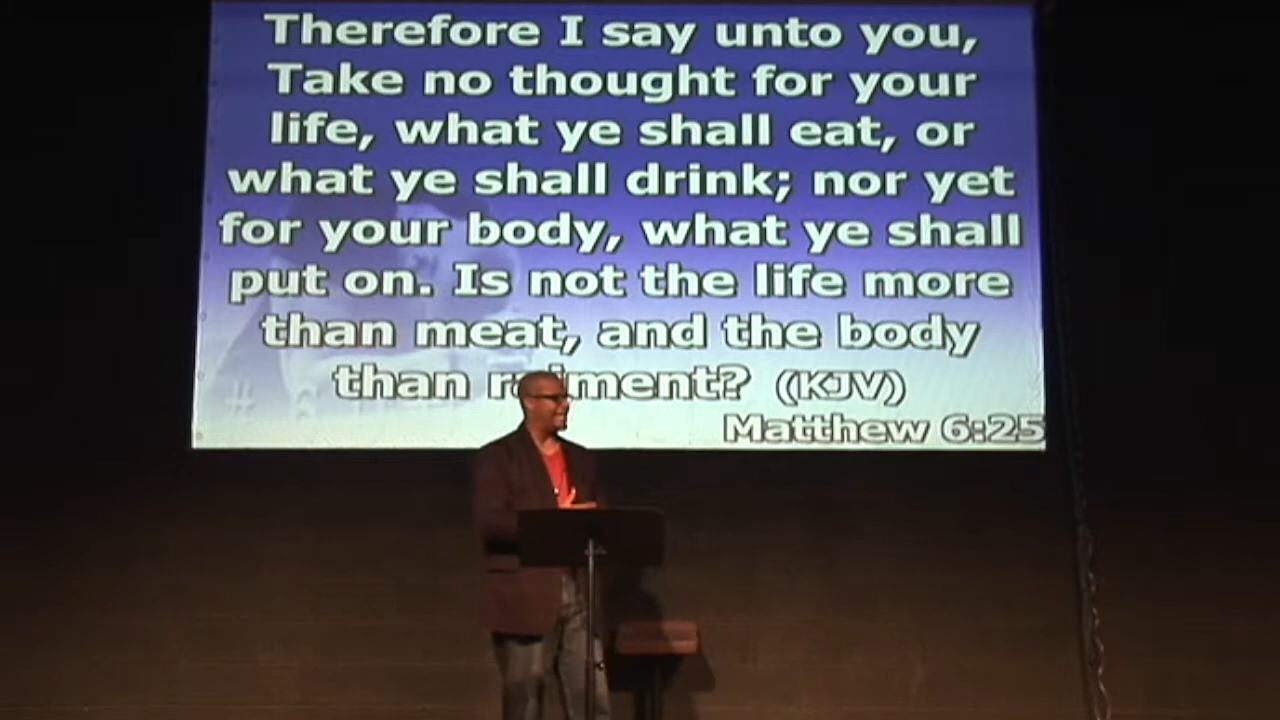 Therefore I say unto you,
Take no thought for your
life, what ye shall eat, or
what ye shall drink; nor yet
for your body, what ye shall
put on. Is not the life more
than meat, and the body
than raiment? (KJV)
Matthew 6:25